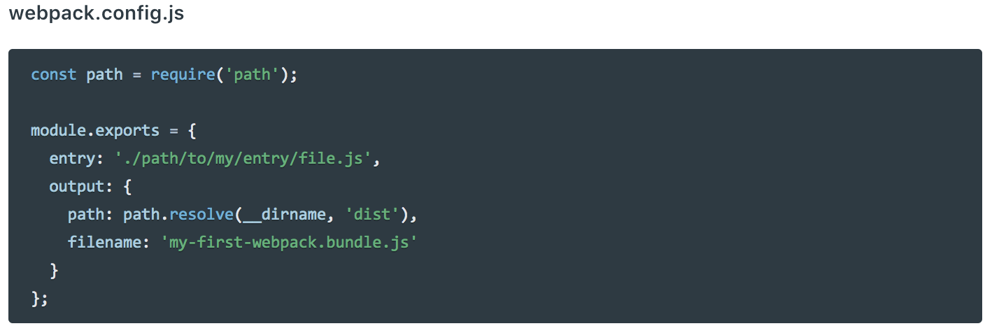 webpack.config.js
const path = require('path');
module.exports = {
  entry: './path/to/my/entry/file.js',
  output: {
    path: path.resolve(__dirname, 'dist'),
    filename: 'my-first-webpack.bundle.js'
  }
};